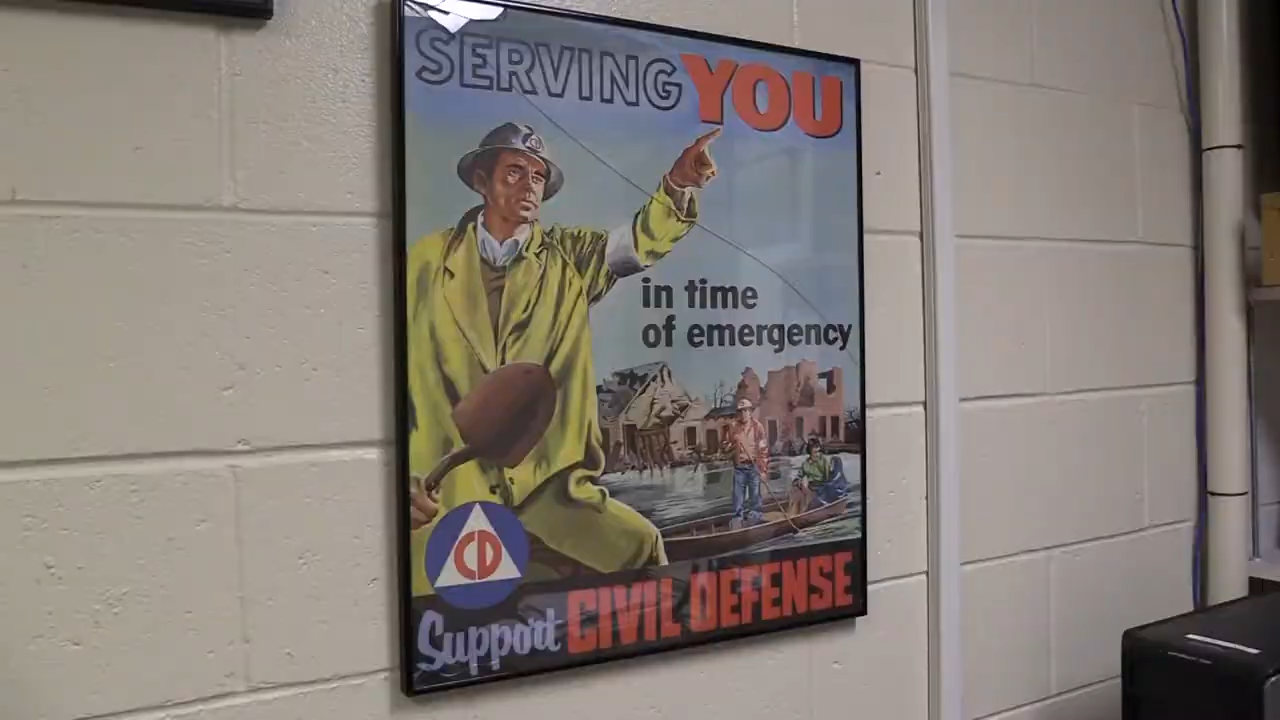 SERVING YOU
in time
of emergency
CD
Support CIVIL DEFENSE